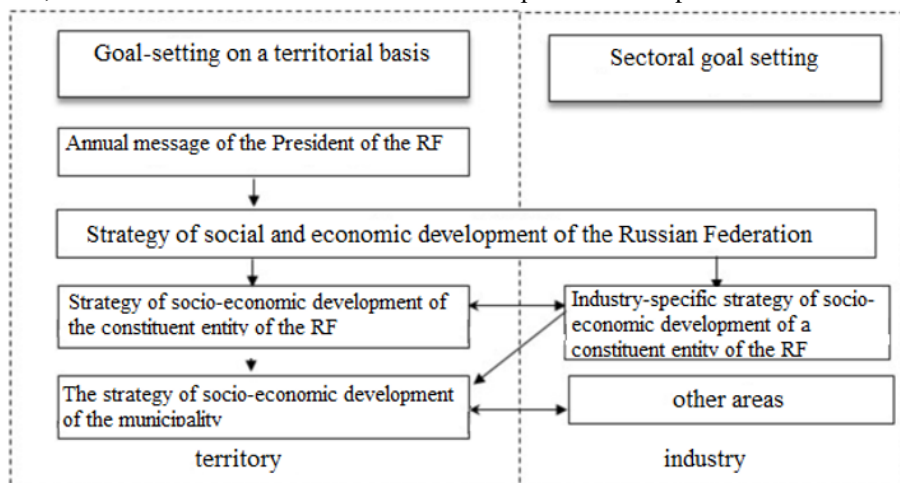 Goal-setting on a territorial basis
Sectoral goal setting
Annual message of the President of the RF
Strategy of social and economic development of the Russian Federation
Strategy of socio-economic development of
the constituent entity of the RF
Industry-specific strategy of socio-
economic development of a
constituent entity of the RF
The strategy of socio-economic development
of the municipality
other areas
territory
industry